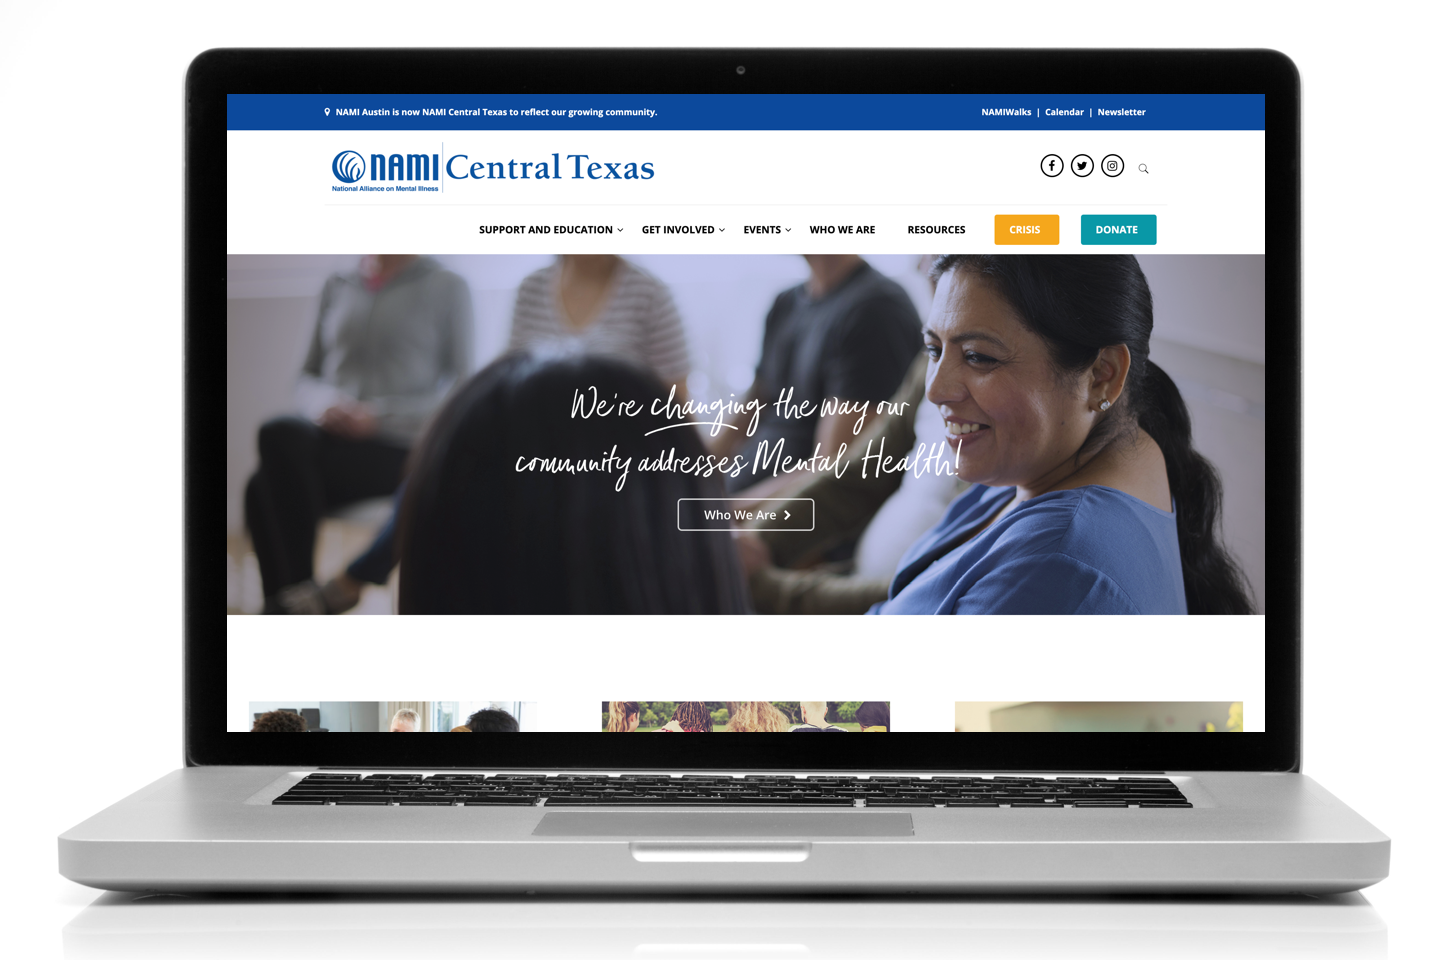 NAMI Austin is now NAMI Central Texas to reflect our growing community.
NAMIWalks | Calendar | Newsletter
NAMI Central Texas
National Alliance on Mental Illness
SUPPORT AND EDUCATION GET INVOLVED EVENTS WHO WE ARE RESOURCES CRISIS DONATE
We're changing the way our
community addresses Mental Health!
Who We Are